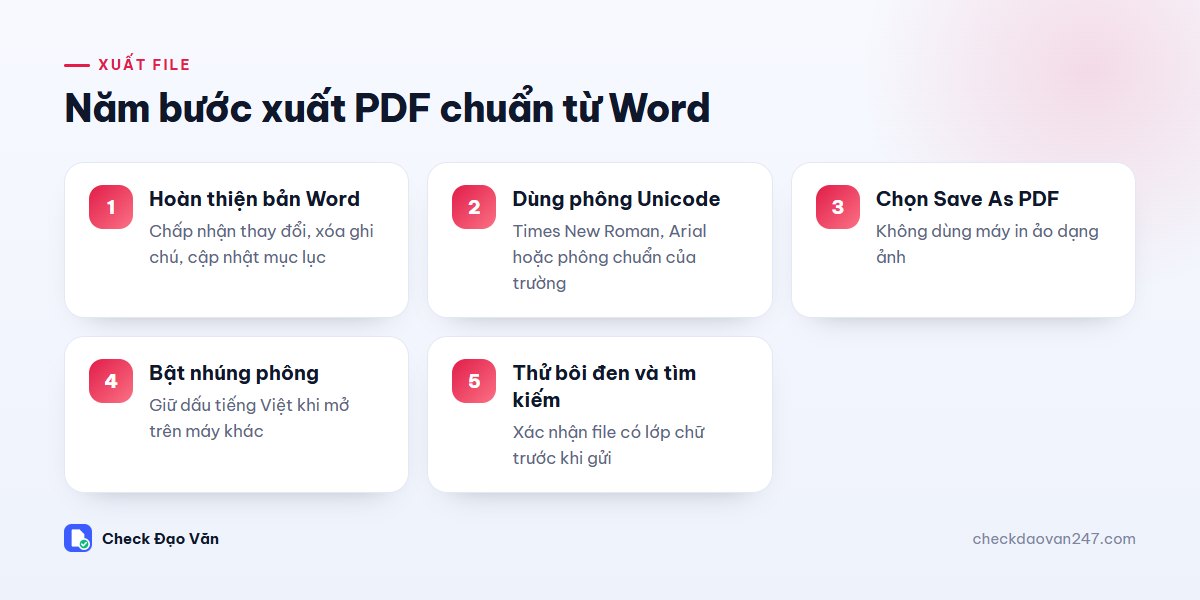 XUẤT FILE
Năm bước xuất PDF chuẩn từ Word
1
Hoàn thiện bản Word
Chấp nhận thay đổi, xóa ghi
chú, cập nhật mục lục
2
Dùng phông Unicode
Times New Roman, Arial
hoặc phông chuẩn của
trường
3
Chọn Save As PDF
Không dùng máy in ảo dạng
ảnh
4
Bật nhúng phông
Giữ dấu tiếng Việt khi mở
trên máy khác
5
Thử bôi đen và tìm
kiếm
Xác nhận file có lớp chữ
trước khi gửi
Check Đạo Văn
checkdaovan247.com